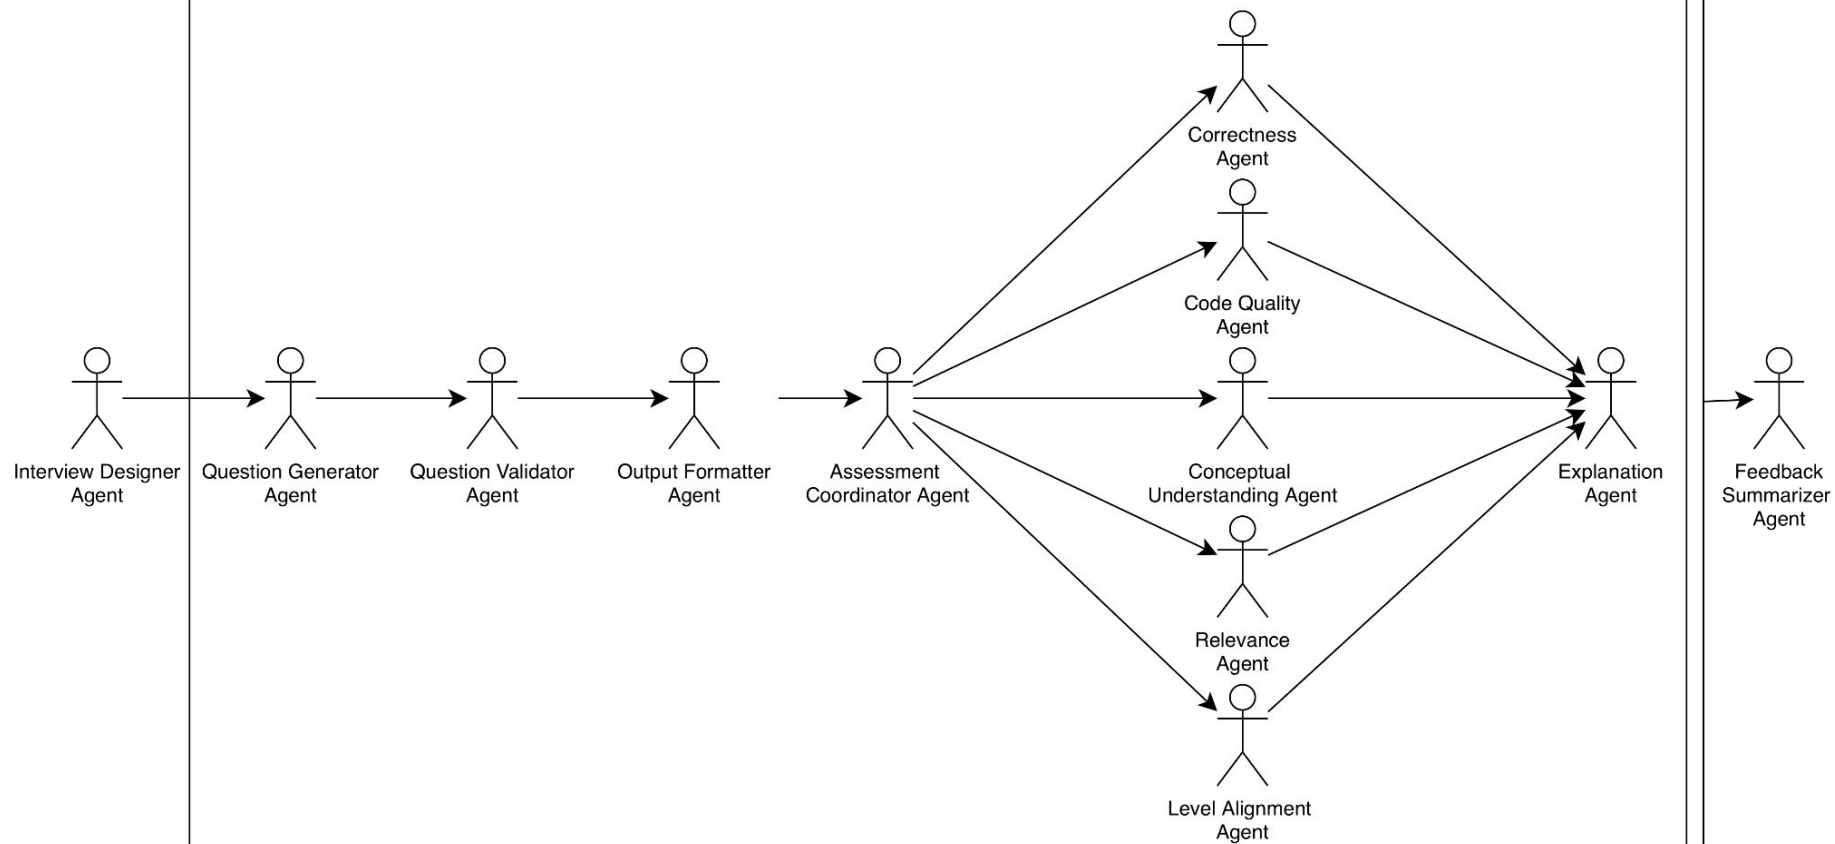 Interview Designer
Agent
Question Generator
Agent
Question Validator
Agent
Output Formatter
Agent
Assessment
Coordinator Agent
Correctness
Agent
Code Quality
Agent
Conceptual
Understanding Agent
Relevance
Agent
Level Alignment
Agent
Explanation
Agent
Feedback
Summarizer
Agent